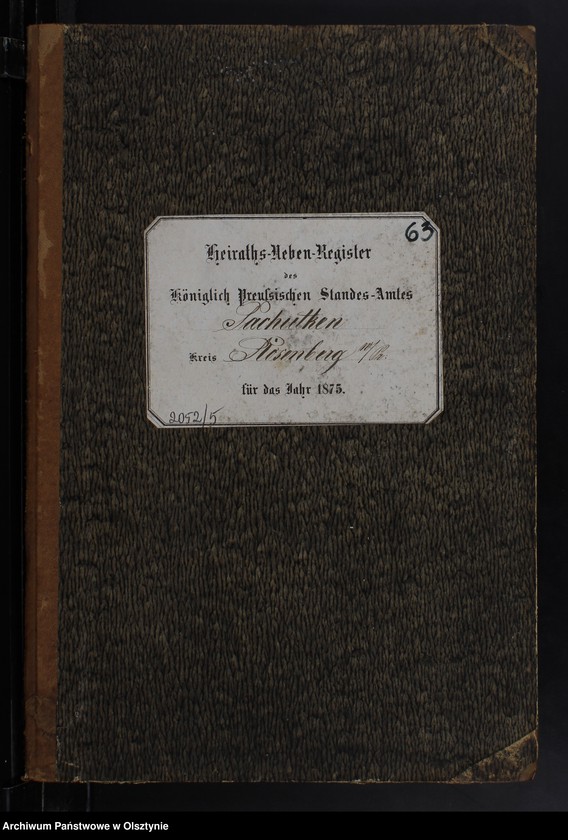 63
Heiraths-Neben-Register
des
Königlich Preußischen Standes-Amtes
Pachutken
Kreis Rosenberg W/Pr.
für das Jahr 1875.
2052/5
Archiwum Państwowe w Olsztynie